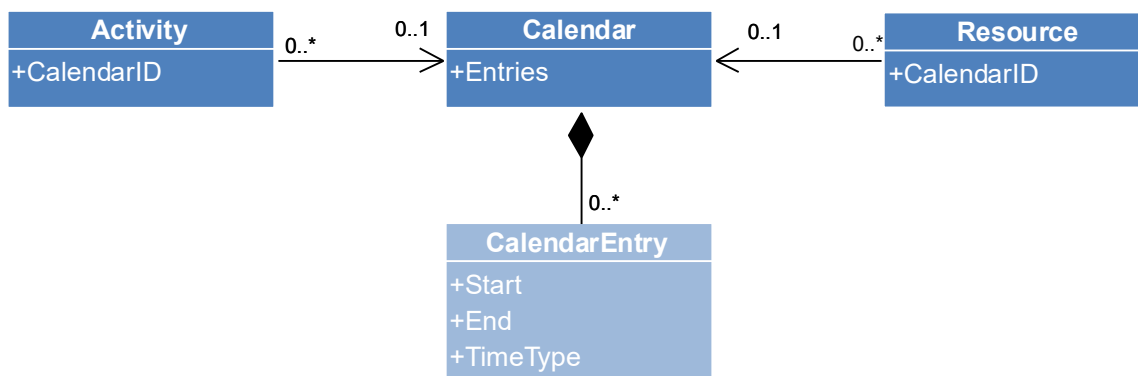 Activity
+CalendarID
0..*
0..1
Calendar
+Entries
0..1
0..*
Resource
+CalendarID
0..*
CalendarEntry
+Start
+End
+TimeType